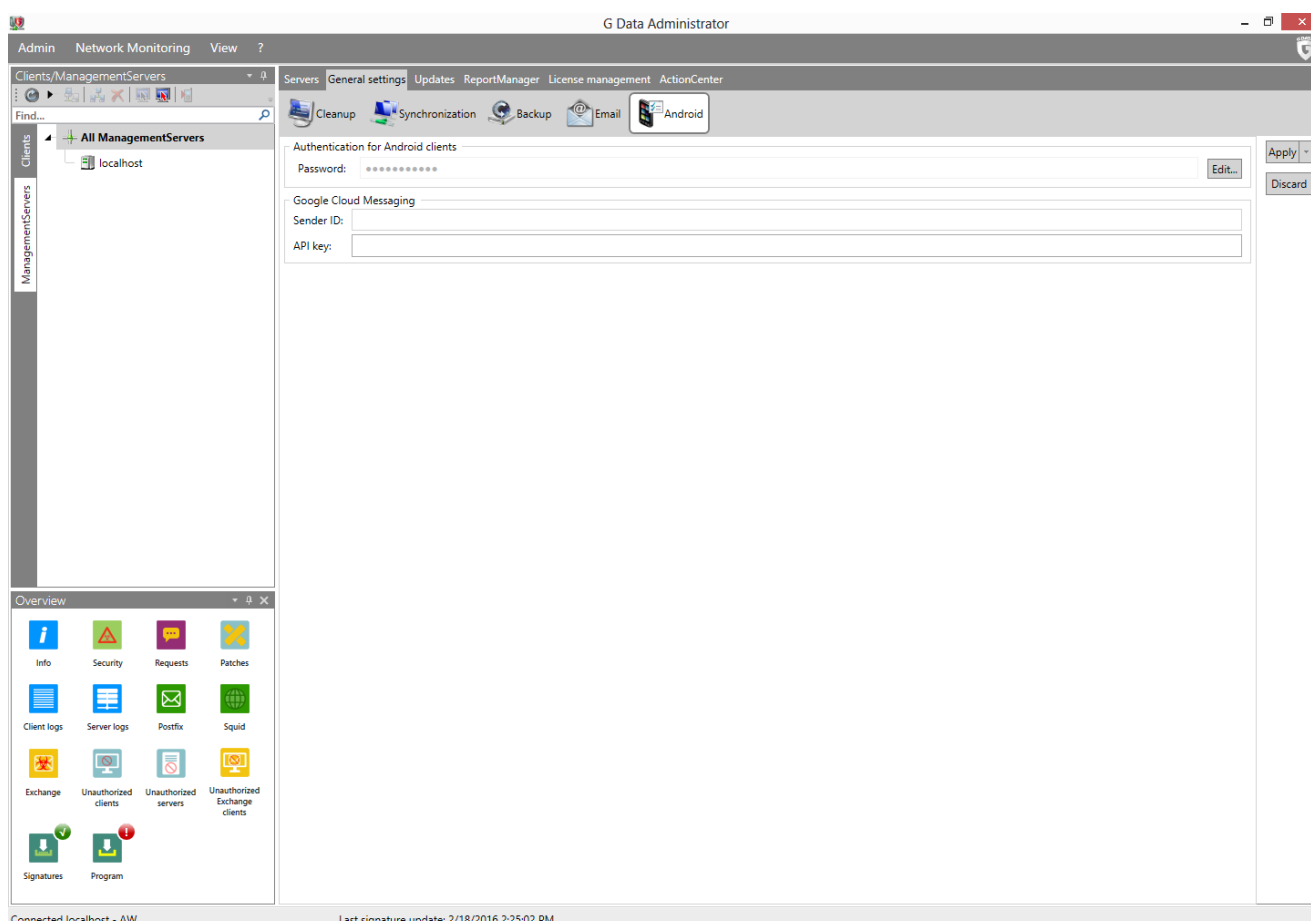 G Data Administrator
Admin Network Monitoring View ?
Clients/ManagementServers
Find...
Clients
ManagementServers
All ManagementServers
localhost
Servers General settings Updates ReportManager License management ActionCenter
Cleanup Synchronization Backup Email Android
Authentication for Android clients
Password: ●●●●●●●●●●●
Edit...
Google Cloud Messaging
Sender ID:
API key:
Apply
Discard
Overview
Info Security Requests Patches
Client logs Server logs Postfix Squid
Exchange Unauthorized clients Unauthorized servers Unauthorized Exchange clients
Signatures Program
Connected localhost - AW
Last signature update: 2/18/2016 2:25:02 PM